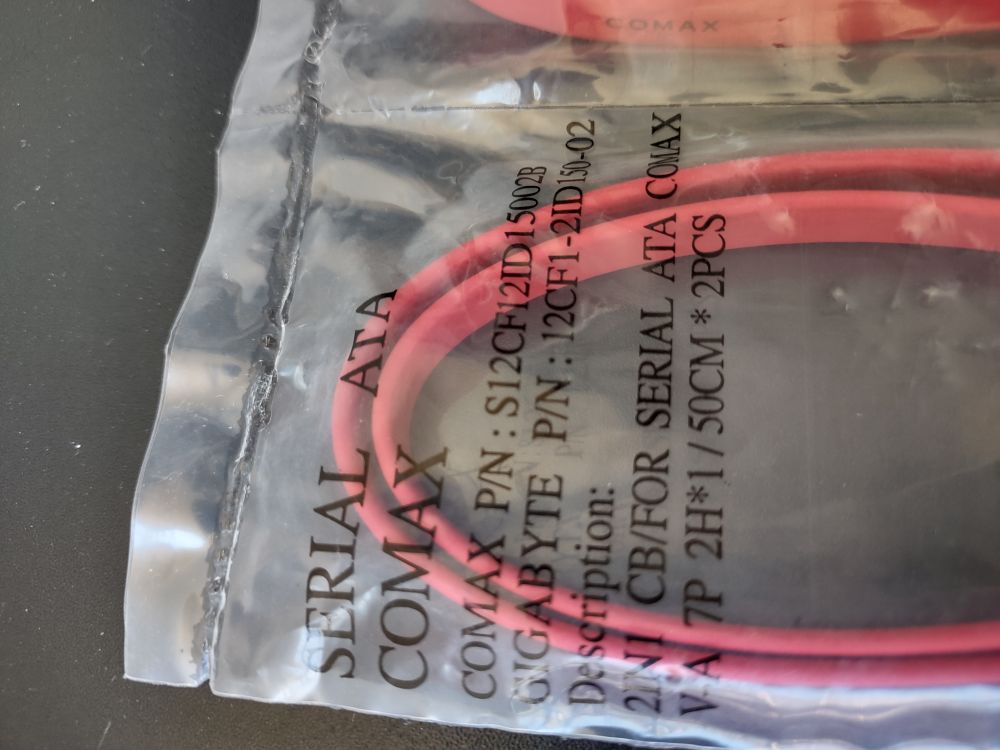 SERIAL ATA
COMAX
COMAX P/N : S12CF12ID15002B
GIGABYTE P/N : 12CF1-2ID150-02
Description:
2IN1 CB/FOR SERIAL ATA COMAX
V.A 7P 2H*1/50CM*2PCS
COMAX